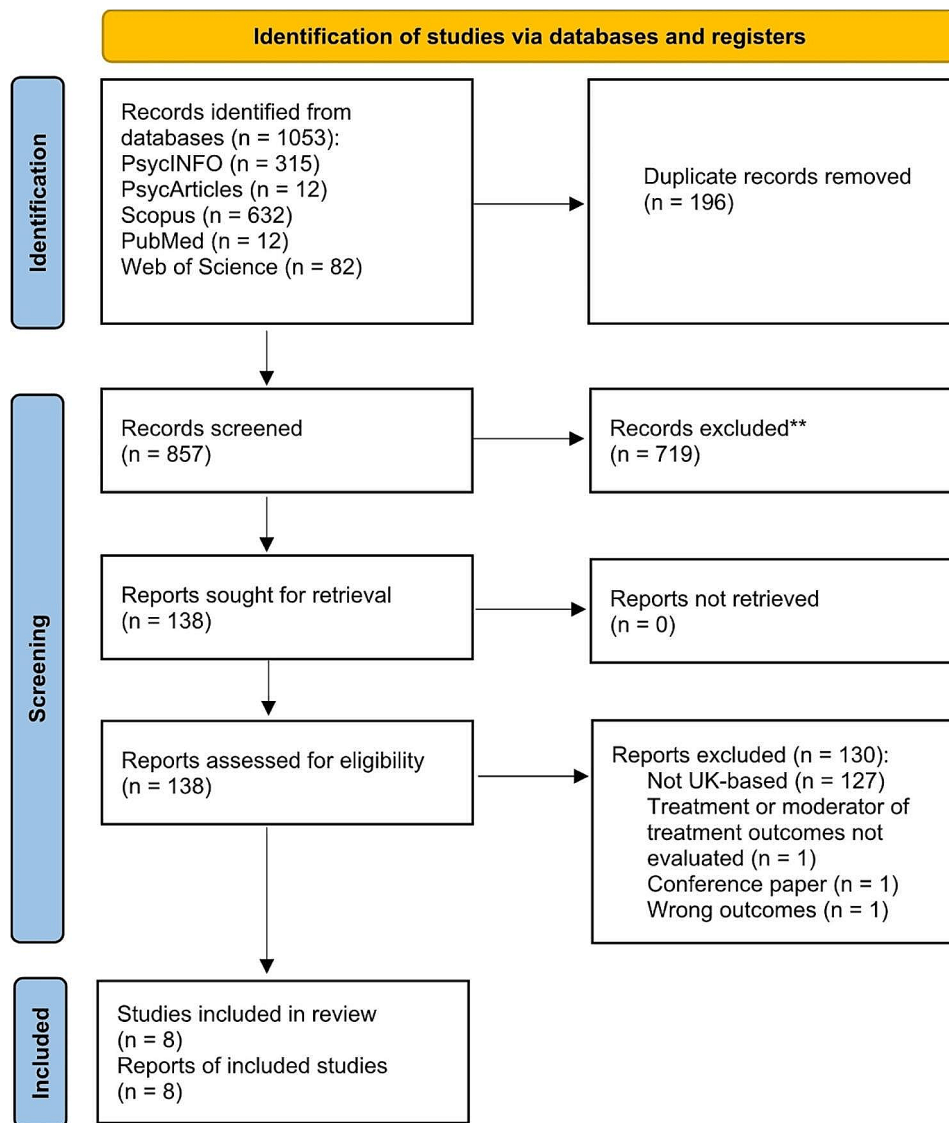 Identification of studies via databases and registers
Identification
Records identified from
databases (n = 1053):
PsycINFO (n = 315)
PsycArticles (n = 12)
Scopus (n = 632)
PubMed (n = 12)
Web of Science (n = 82)
Duplicate records removed
(n = 196)
Screening
Records screened
(n = 857)
Records excluded**
(n = 719)
Reports sought for retrieval
(n = 138)
Reports not retrieved
(n = 0)
Reports assessed for eligibility
(n = 138)
Reports excluded (n = 130):
Not UK-based (n = 127)
Treatment or moderator of
treatment outcomes not
evaluated (n = 1)
Conference paper (n = 1)
Wrong outcomes (n = 1)
Included
Studies included in review
(n = 8)
Reports of included studies
(n = 8)